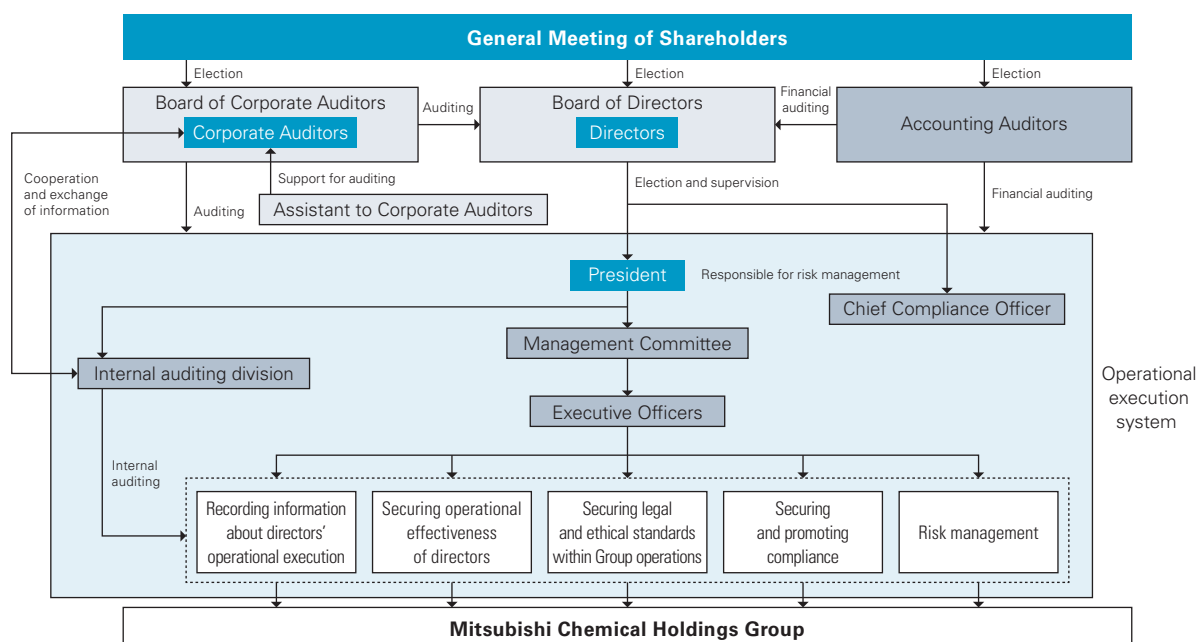 General Meeting of Shareholders
Election
Election
Election
Board of Corporate Auditors
Corporate Auditors
Auditing
Board of Directors
Directors
Financial
auditing
Accounting Auditors
Cooperation
and exchange
of information
Support for auditing
Auditing
Assistant to Corporate Auditors
Election and supervision
Financial auditing
President
Responsible for risk management
Chief Compliance Officer
Management Committee
Internal auditing division
Executive Officers
Operational
execution
system
Internal
auditing
Recording information
about directors'
operational execution
Securing operational
effectiveness
of directors
Securing legal
and ethical standards
within Group operations
Securing
and promoting
compliance
Risk management
Mitsubishi Chemical Holdings Group